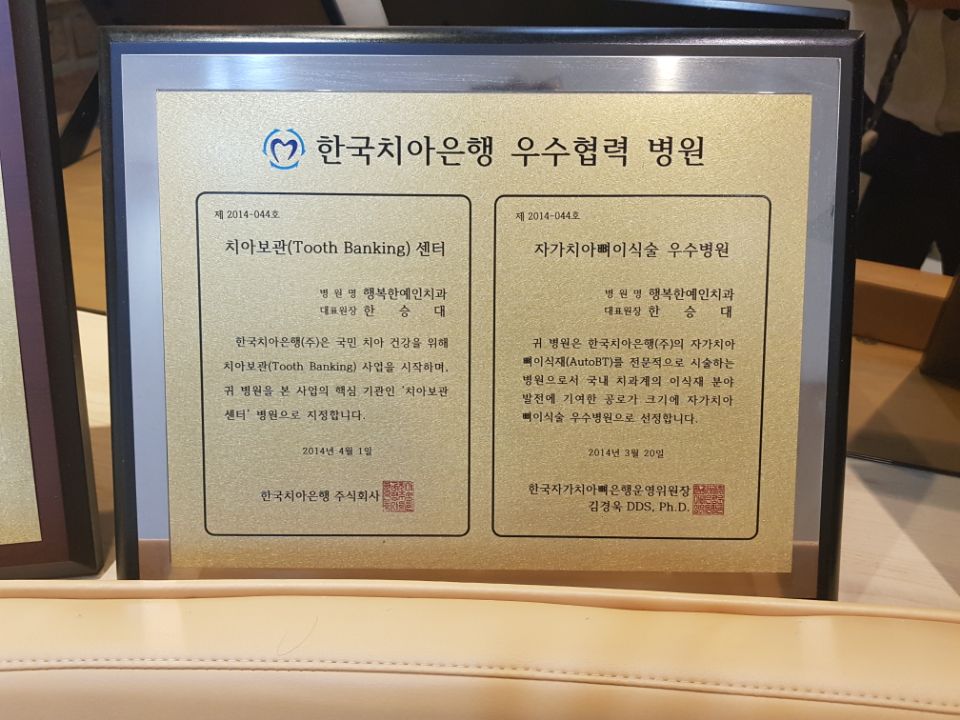 한국치아은행 우수협력 병원
제 2014-044호
치아보관(Tooth Banking) 센터
병 원 명 행복한예인치과
대표원장 한 승 대
한국치아은행(주)은 국민 치아 건강을 위해
치아보관(Tooth Banking) 사업을 시작하며,
귀 병원을 본 사업의 핵심 기관인 '치아보관
센터' 병원으로 지정합니다.
2014년 4월 1일
한국치아은행 주식회사
제 2014-044호
자가치아뼈이식술 우수병원
병 원 명 행복한예인치과
대표원장 한 승 대
귀 병원은 한국치아은행(주)의 자가치아
뼈이식재(AutoBT)를 전문적으로 시술하는
병원으로서 국내 치과계의 이식재 분야
발전에 기여한 공로가 크기에 자가치아
뼈이식술 우수병원으로 선정합니다.
2014년 3월 20일
한국자가치아뼈은행운영위원장
김경욱 DDS, Ph.D.